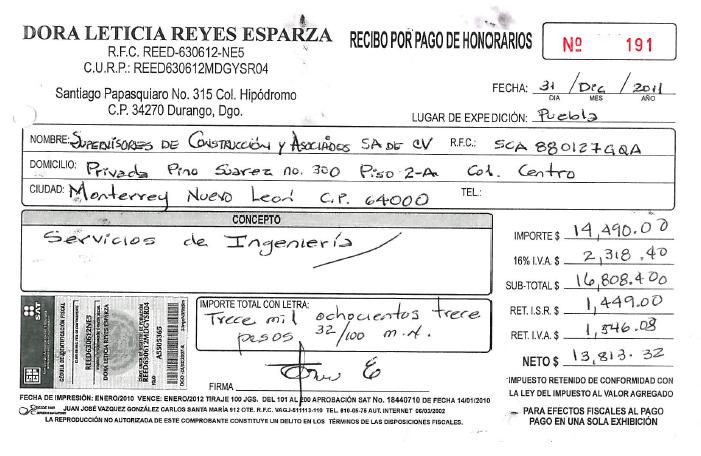 DORA LETICIA REYES ESPARZA
R.F.C. REED-630612-NE5
C.U.R.P.: REED630612MDGYSR04
Santiago Papasquiaro No. 315 Col. Hipódromo
C.P. 34270 Durango, Dgo.
RECIBO POR PAGO DE HONORARIOS
Nº 191
FECHA: 31 / Dic / 2011
DIA MES AÑO
LUGAR DE EXPEDICIÓN: Puebla
NOMBRE: SUPERVISORES DE CONSTRUCCIÓN Y ASOCIADOS SA DE CV R.F.C.: SCA 880127GQA
DOMICILIO: Privada Pino Suarez no. 300 Piso 2-A Col. Centro
CIUDAD: Monterrey Nuevo León C.P. 64000 TEL.:
CONCEPTO
Servicios de Ingeniería
IMPORTE $ 14,490.00
16% I.V.A. $ 2,318.40
SUB-TOTAL $ 16,808.400
RET. I.S.R. $ 1,449.00
RET. I.V.A. $ 1,546.08
NETO $ 13,813.32
SAT
CÉDULA DE IDENTIFICACIÓN FISCAL
REED630612NE5
DORA LETICIA REYES ESPARZA
REED630612MDGYSR04
A5905365
IMPORTE TOTAL CON LETRA:
Trece mil ochocientos trece
pesos 32/100 m.n.
FIRMA
IMPUESTO RETENIDO DE CONFORMIDAD CON
LA LEY DEL IMPUESTO AL VALOR AGREGADO
PARA EFECTOS FISCALES AL PAGO
PAGO EN UNA SOLA EXHIBICIÓN
FECHA DE IMPRESIÓN: ENERO/2010 VENCE: ENERO/2012 TIRAJE 100 JGS. DEL 101 AL 200 APROBACIÓN SAT No. 18440710 DE FECHA 14/01/2010
JUAN JOSÉ VAZQUEZ GONZÁLEZ CARLOS SANTA MARÍA 912 OTE. R.F.C. VAGJ-611113-110 TEL. 810-05-76 AUT. INTERNET 06/03/2002
LA REPRODUCCIÓN NO AUTORIZADA DE ESTE COMPROBANTE CONSTITUYE UN DELITO EN LOS TÉRMINOS DE LAS DISPOSICIONES FISCALES.